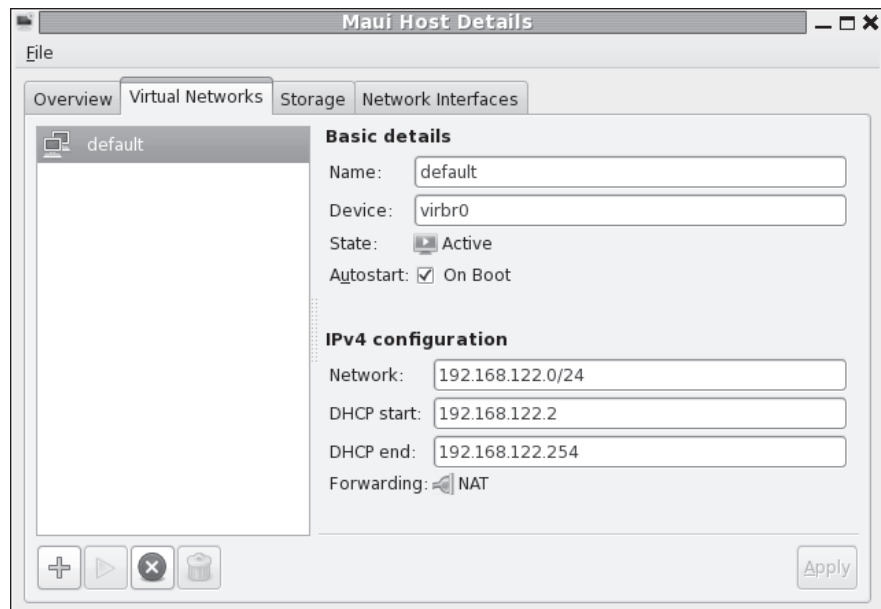 Maui Host Details
File
Overview Virtual Networks Storage Network Interfaces
default
Basic details
Name: default
Device: virbr0
State: Active
Autostart: On Boot
IPv4 configuration
Network: 192.168.122.0/24
DHCP start: 192.168.122.2
DHCP end: 192.168.122.254
Forwarding: NAT
Apply